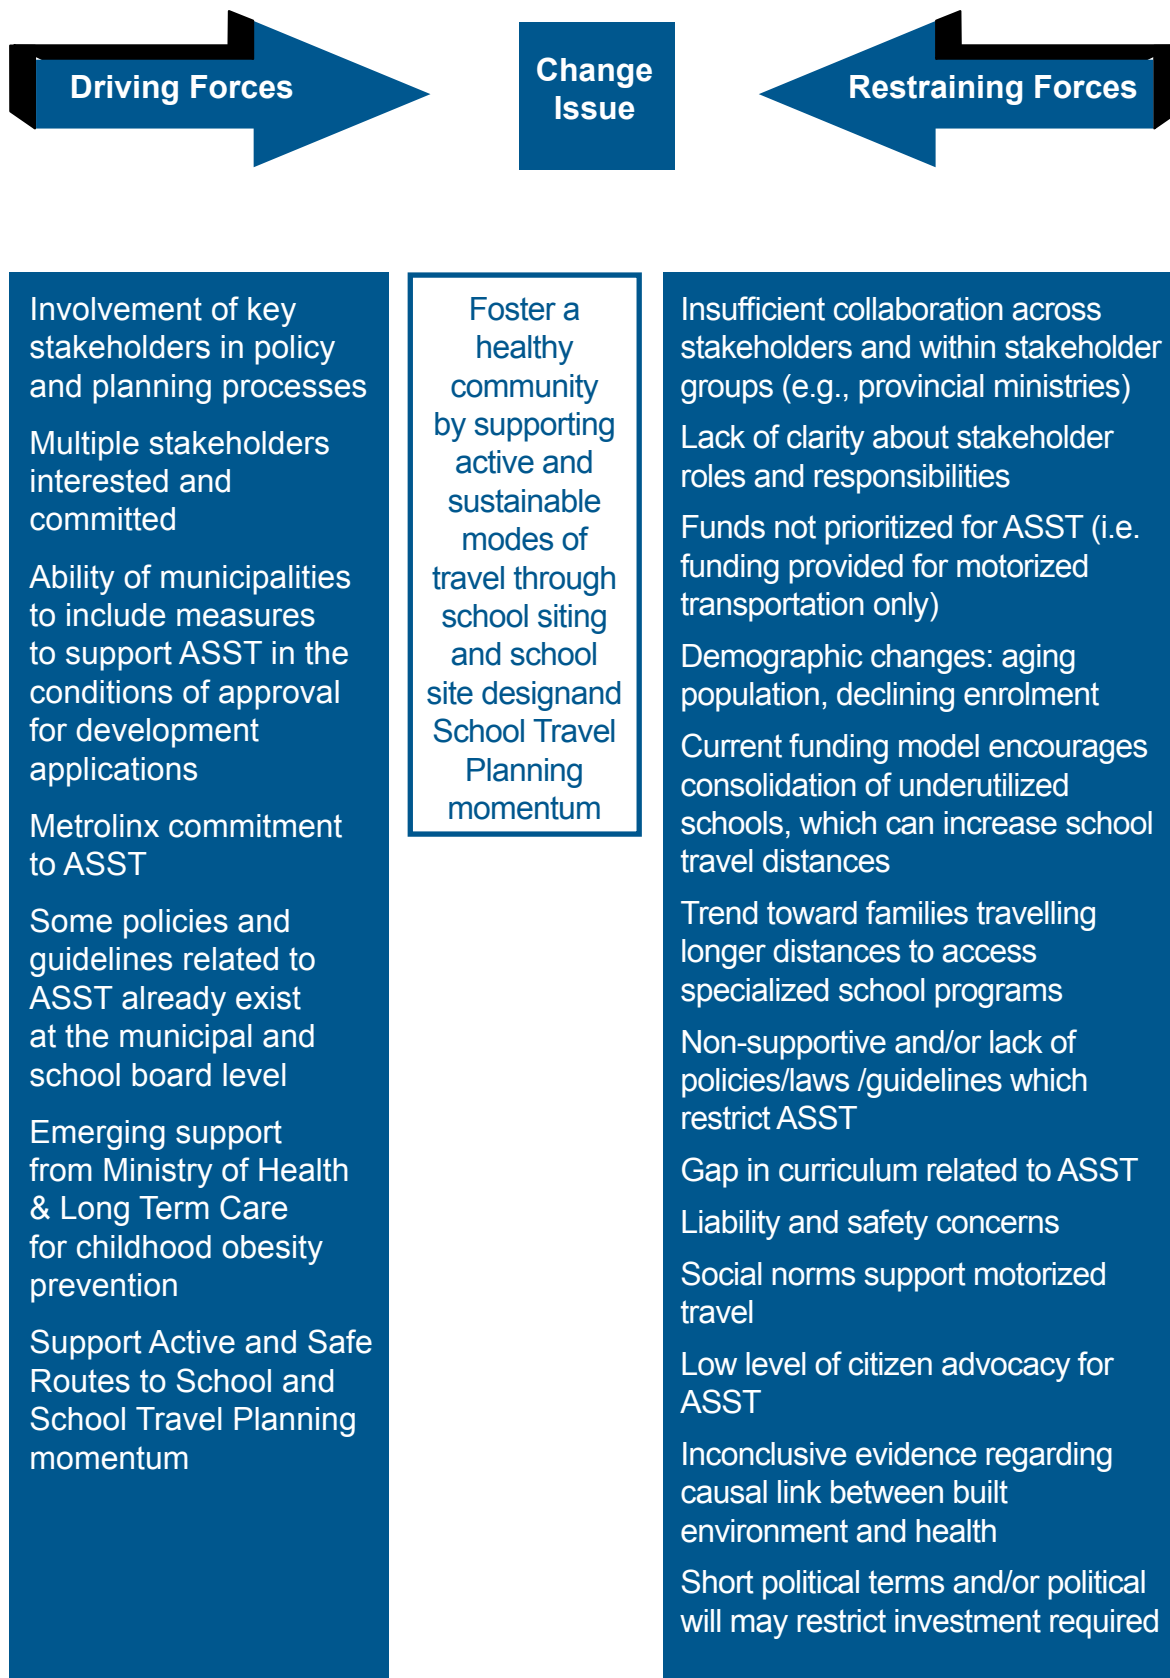 Driving Forces
Change
Issue
Restraining Forces
Involvement of key
stakeholders in policy
and planning processes
Multiple stakeholders
interested and
committed
Ability of municipalities
to include measures
to support ASST in the
conditions of approval
for development
applications
Metrolinx commitment
to ASST
Some policies and
guidelines related to
ASST already exist
at the municipal and
school board level
Emerging support
from Ministry of Health
& Long Term Care
for childhood obesity
prevention
Support Active and Safe
Routes to School and
School Travel Planning
momentum
Foster a
healthy
community
by supporting
active and
sustainable
modes of
travel through
school siting
and school
site designand
School Travel
Planning
momentum
Insufficient collaboration across
stakeholders and within stakeholder
groups (e.g., provincial ministries)
Lack of clarity about stakeholder
roles and responsibilities
Funds not prioritized for ASST (i.e.
funding provided for motorized
transportation only)
Demographic changes: aging
population, declining enrolment
Current funding model encourages
consolidation of underutilized
schools, which can increase school
travel distances
Trend toward families travelling
longer distances to access
specialized school programs
Non-supportive and/or lack of
policies/laws /guidelines which
restrict ASST
Gap in curriculum related to ASST
Liability and safety concerns
Social norms support motorized
travel
Low level of citizen advocacy for
ASST
Inconclusive evidence regarding
causal link between built
environment and health
Short political terms and/or political
will may restrict investment required